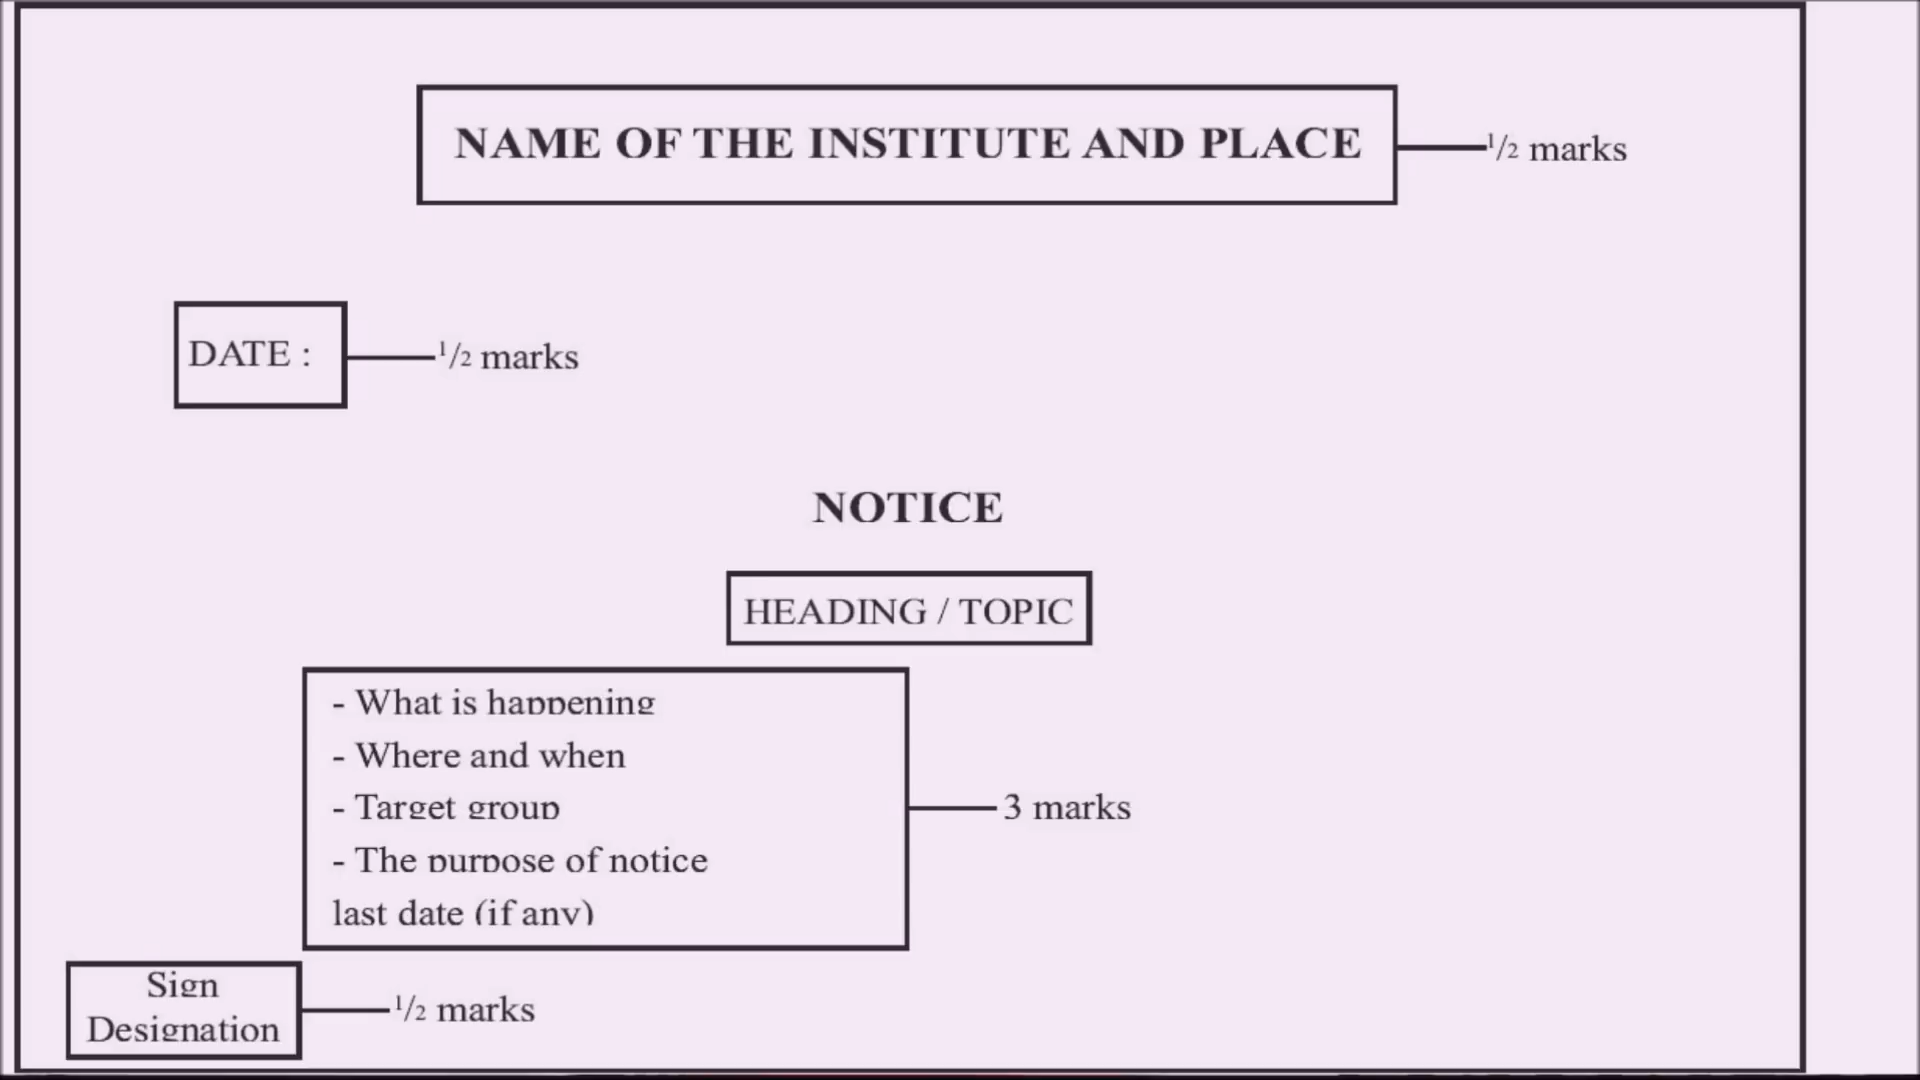 NAME OF THE INSTITUTE AND PLACE ½ marks
DATE : ½ marks
NOTICE
HEADING / TOPIC
- What is happening
- Where and when
- Target group
- The purpose of notice
last date (if any)
3 marks
Sign
Designation
½ marks